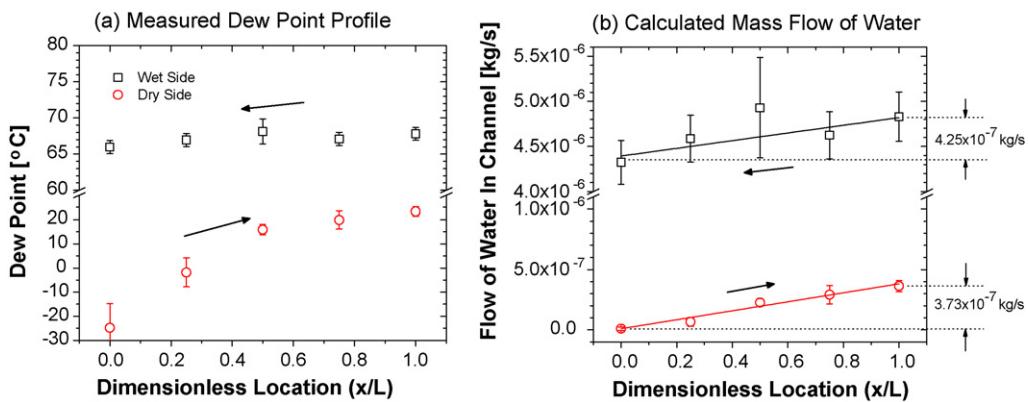 (a) Measured Dew Point Profile
Dew Point [°C]
80
75
70
65
60
20
10
0
-10
-20
-30
Wet Side
Dry Side
0.0 0.2 0.4 0.6 0.8 1.0
Dimensionless Location (x/L)
(b) Calculated Mass Flow of Water
Flow of Water In Channel [kg/s]
5.5x10⁻⁶
5.0x10⁻⁶
4.5x10⁻⁶
4.0x10⁻⁶
1.0x10⁻⁶
5.0x10⁻⁷
0.0
4.25x10⁻⁷ kg/s
3.73x10⁻⁷ kg/s
0.0 0.2 0.4 0.6 0.8 1.0
Dimensionless Location (x/L)